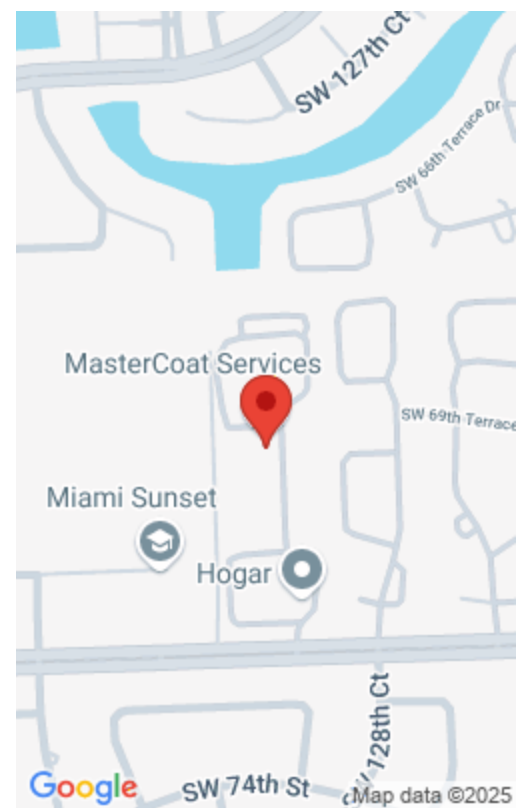 SW 127th Ct
SW 66th Terrace Dr
MasterCoat Services
SW 69th Terrace
Miami Sunset
Hogar
SW 128th Ct
SW 74th St
Google
Map data ©2025